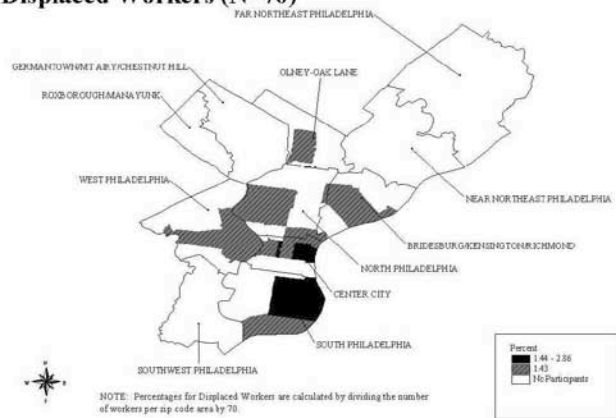 Displaced Workers (N=70)
FAR NORTHEAST PHILADELPHIA
GERMANTOWN/MT AIRY/CHESTNUT HILL
OLNEY-OAK LANE
ROXBOROUGH/MANAYUNK
WEST PHILADELPHIA
NEAR NORTHEAST PHILADELPHIA
BRIDESBURG/KENSINGTON/RICHMOND
NORTH PHILADELPHIA
CENTER CITY
SOUTH PHILADELPHIA
SOUTHWEST PHILADELPHIA
Percent
1.44 - 2.86
1.43
No Participants
N
W
E
S
NOTE: Percentages for Displaced Workers are calculated by dividing the number
of workers per zip code area by 70.